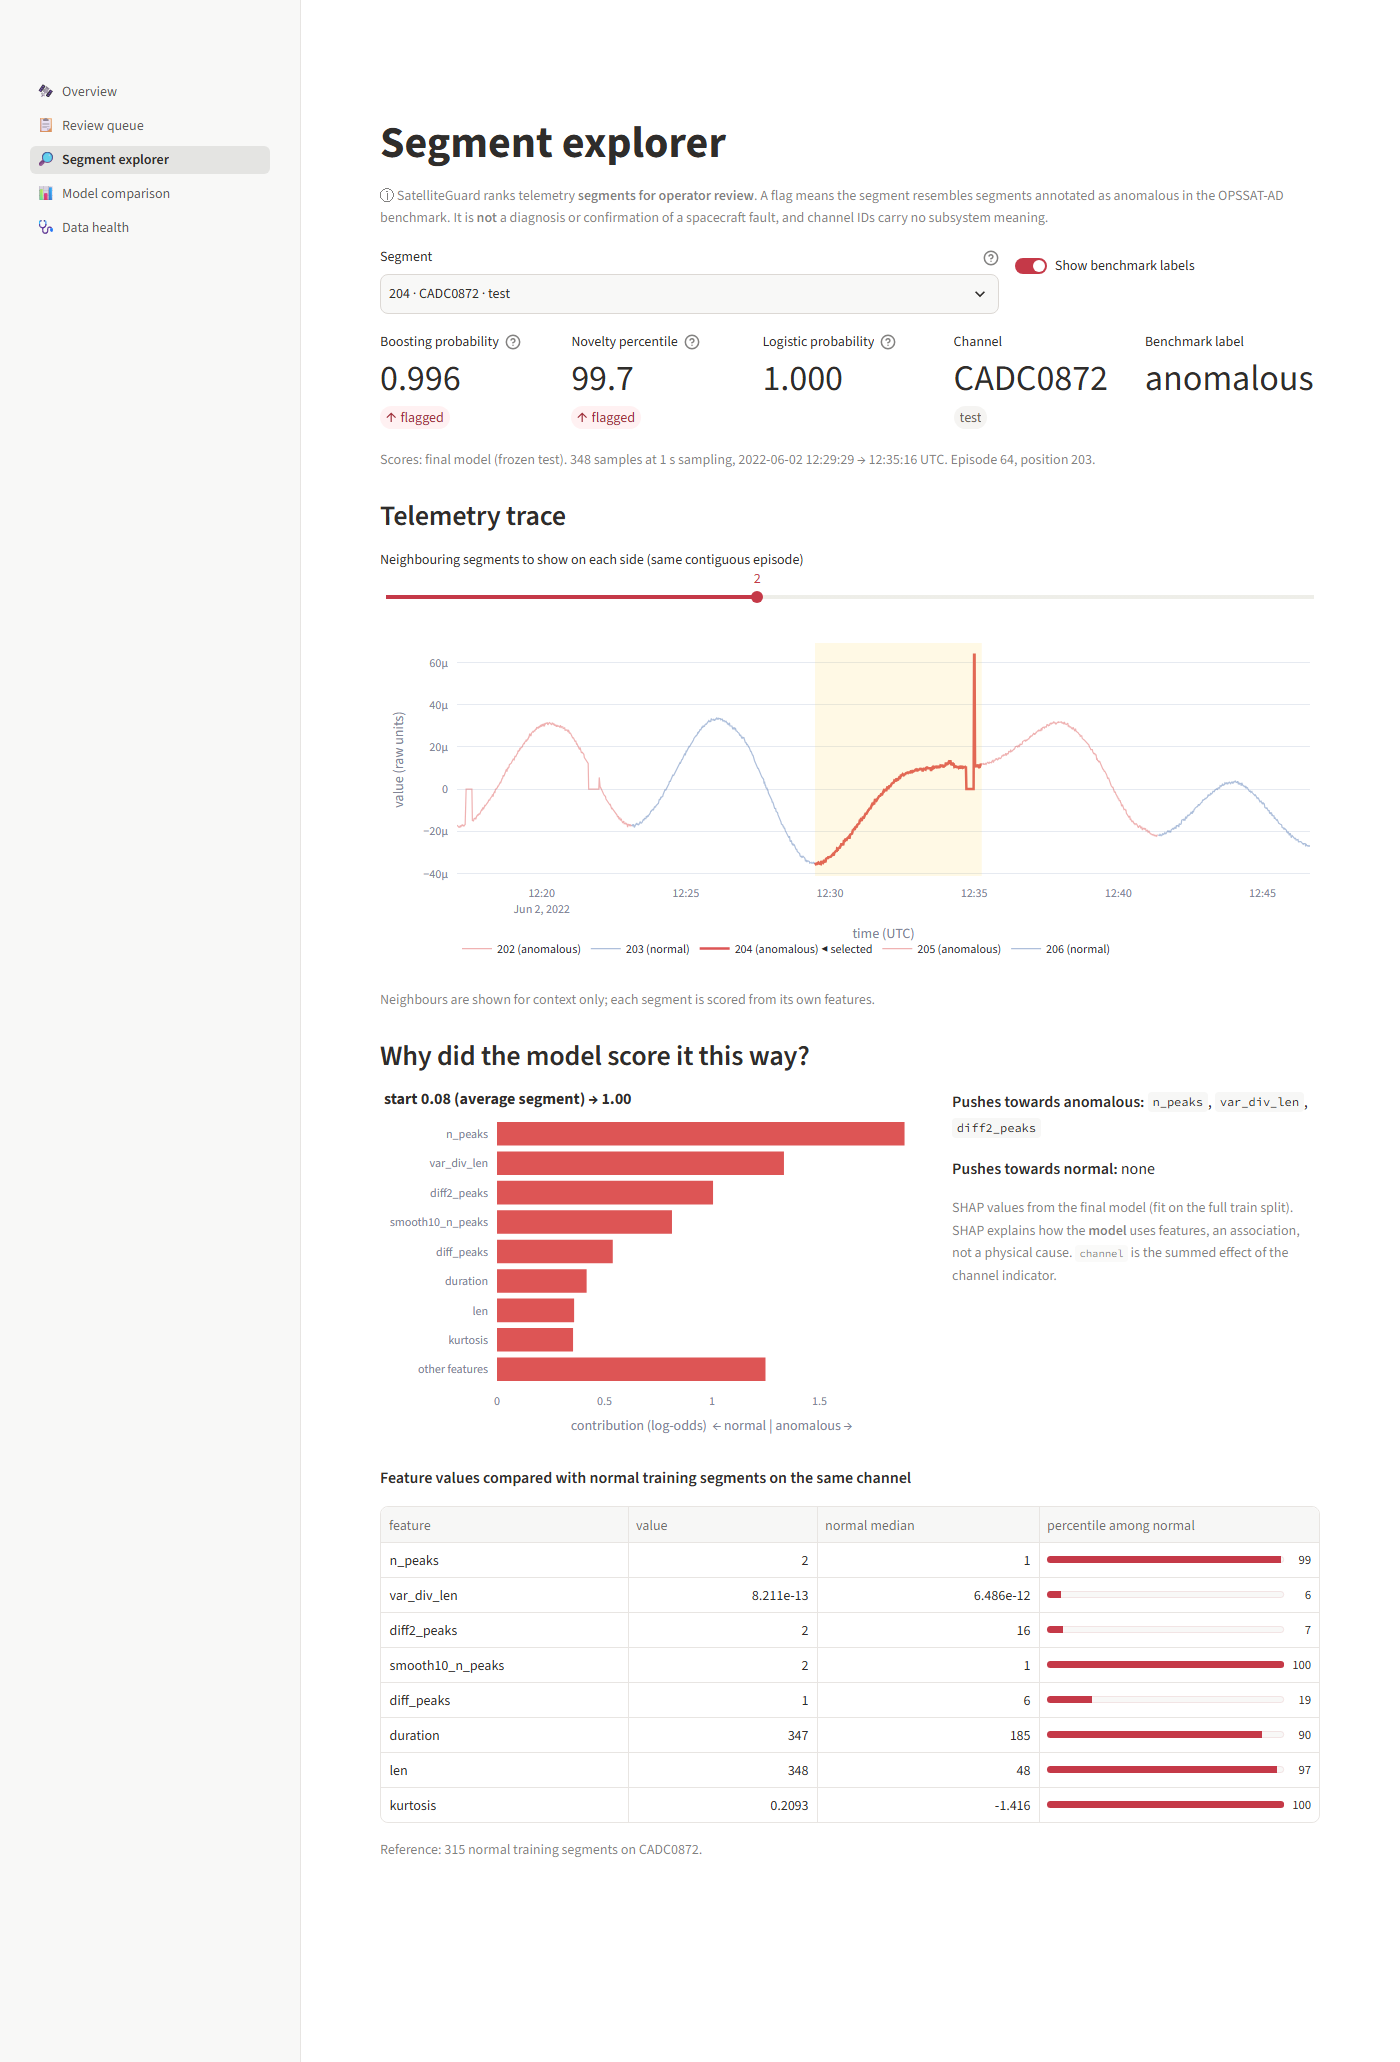 Overview
Review queue
Segment explorer
Model comparison
Data health
Segment explorer
ⓘ SatelliteGuard ranks telemetry segments for operator review. A flag means the segment resembles segments annotated as anomalous in the OPSSAT-AD
benchmark. It is not a diagnosis or confirmation of a spacecraft fault, and channel IDs carry no subsystem meaning.
Segment
Show benchmark labels
204 · CADC0872 · test
Boosting probability Novelty percentile Logistic probability Channel Benchmark label
0.996 99.7 1.000 CADC0872 anomalous
↑ flagged ↑ flagged test
Scores: final model (frozen test). 348 samples at 1 s sampling, 2022-06-02 12:29:29 → 12:35:16 UTC. Episode 64, position 203.
Telemetry trace
Neighbouring segments to show on each side (same contiguous episode)
2
value (raw units)
60μ
40μ
20μ
0
−20μ
−40μ
12:20 12:25 12:30 12:35 12:40 12:45
Jun 2, 2022
time (UTC)
202 (anomalous) 203 (normal) 204 (anomalous) ◂ selected 205 (anomalous) 206 (normal)
Neighbours are shown for context only; each segment is scored from its own features.
Why did the model score it this way?
start 0.08 (average segment) → 1.00
n_peaks
var_div_len
diff2_peaks
smooth10_n_peaks
diff_peaks
duration
len
kurtosis
other features
0 0.5 1 1.5
contribution (log-odds) ← normal | anomalous →
Pushes towards anomalous: n_peaks , var_div_len ,
diff2_peaks
Pushes towards normal: none
SHAP values from the final model (fit on the full train split).
SHAP explains how the model uses features, an association,
not a physical cause. channel is the summed effect of the
channel indicator.
Feature values compared with normal training segments on the same channel
feature value normal median percentile among normal
n_peaks 2 1 99
var_div_len 8.211e-13 6.486e-12 6
diff2_peaks 2 16 7
smooth10_n_peaks 2 1 100
diff_peaks 1 6 19
duration 347 185 90
len 348 48 97
kurtosis 0.2093 -1.416 100
Reference: 315 normal training segments on CADC0872.